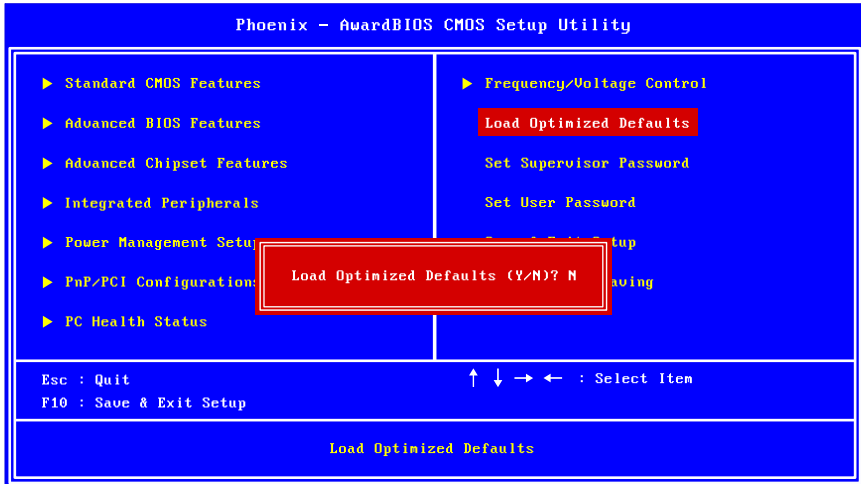 Phoenix – AwardBIOS CMOS Setup Utility
Standard CMOS Features
Advanced BIOS Features
Advanced Chipset Features
Integrated Peripherals
Power Management Setup
PnP/PCI Configurations
PC Health Status
Frequency/Voltage Control
Load Optimized Defaults
Set Supervisor Password
Set User Password
Load Optimized Defaults (Y/N)? N
Esc : Quit
F10 : Save & Exit Setup
↑ ↓ → ← : Select Item
Load Optimized Defaults